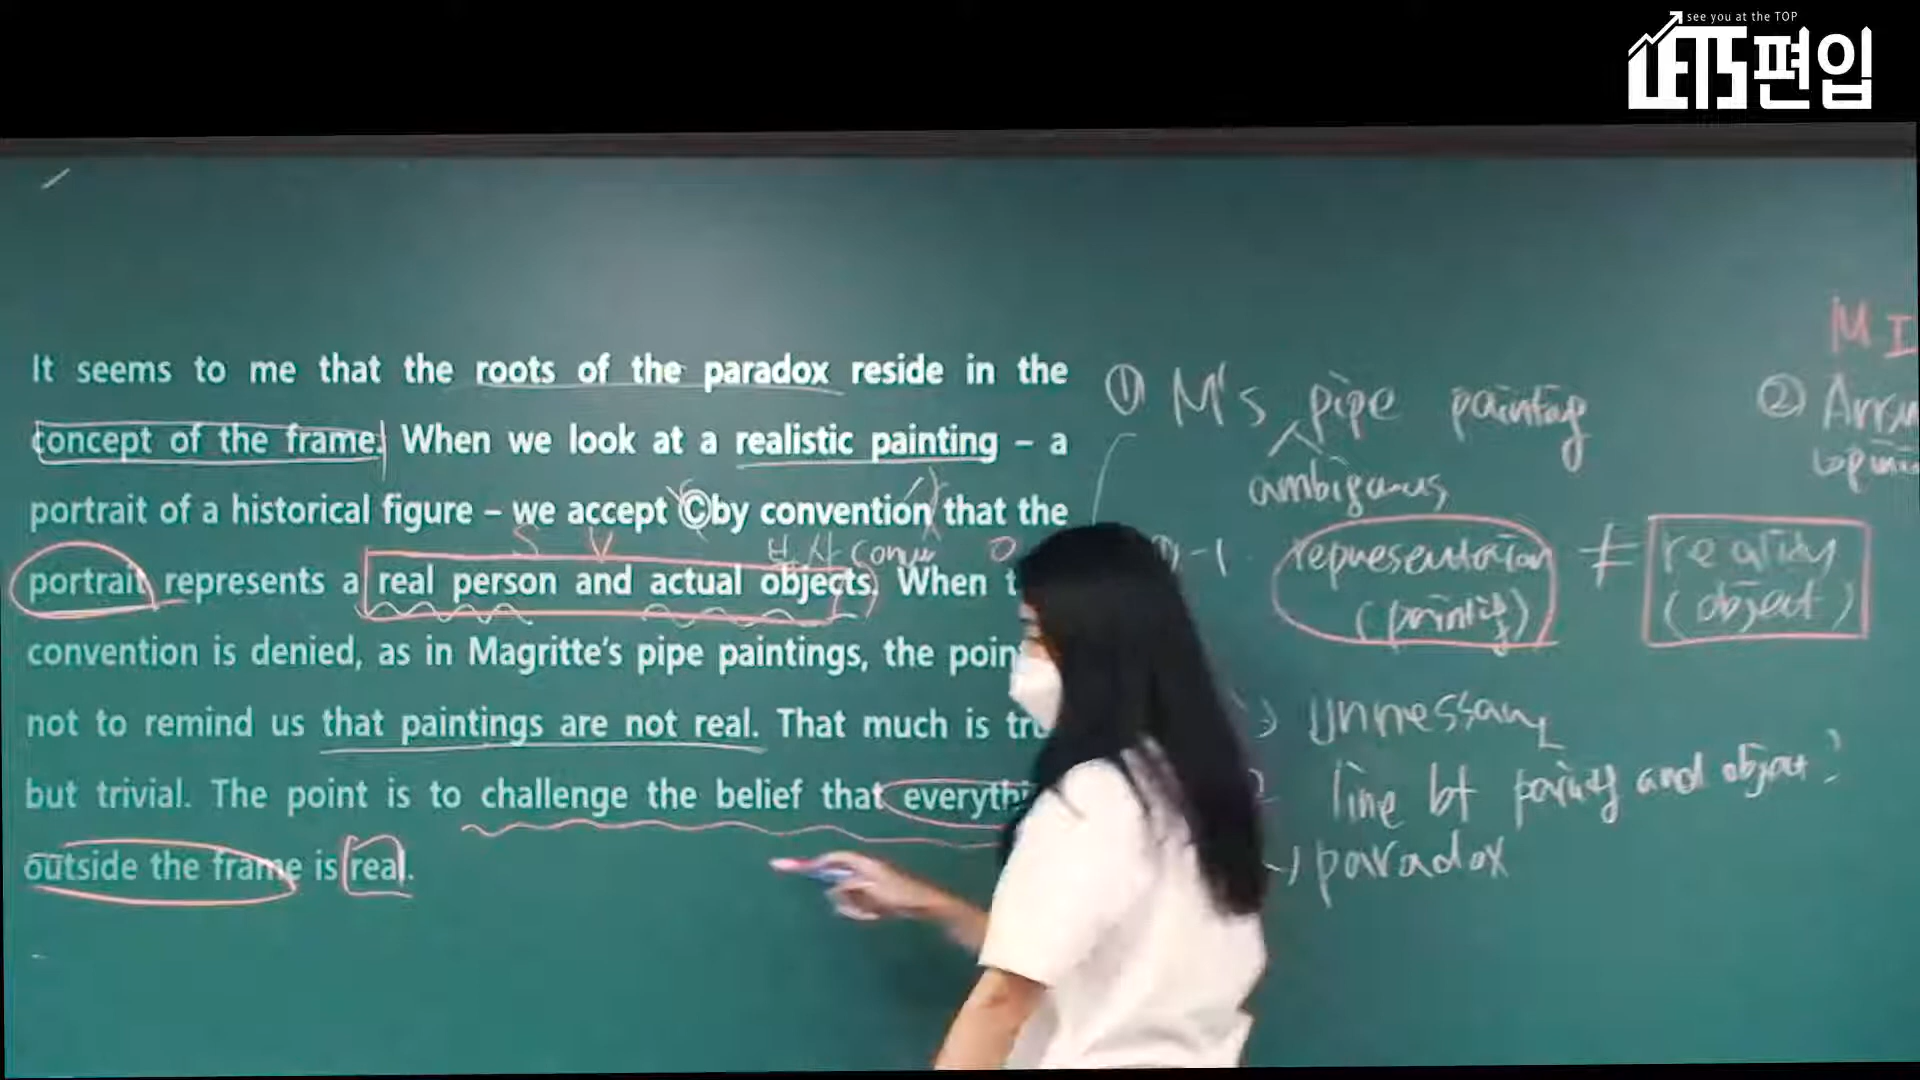 see you at the TOP
LETS편입
It seems to me that the roots of the paradox reside in the
concept of the frame. When we look at a realistic painting – a
portrait of a historical figure – we accept Ⓒby convention that the
S V O
portrait represents a real person and actual objects. When
convention is denied, as in Magritte's pipe paintings, the
not to remind us that paintings are not real. That much is
but trivial. The point is to challenge the belief that
outside the frame is real.
① M's pipe painting
ambiguous
-1. representation ≠ reality
(painting) (object)
unnessary
line bt painting and object?
→ paradox
M I
②